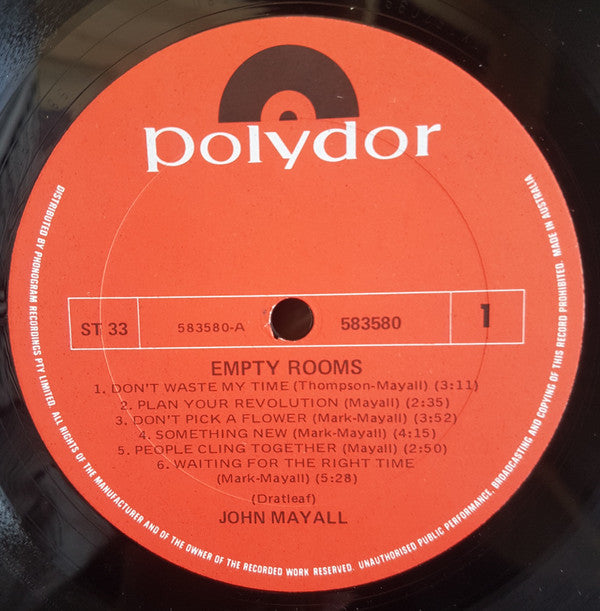 polydor
ST 33
583580-A
583580
1
EMPTY ROOMS
1. DON'T WASTE MY TIME (Thompson-Mayall) (3:11)
2. PLAN YOUR REVOLUTION (Mayall) (2:35)
3. DON'T PICK A FLOWER (Mark-Mayall) (3:52)
4. SOMETHING NEW (Mark-Mayall) (4:15)
5. PEOPLE CLING TOGETHER (Mayall) (2:50)
6. WAITING FOR THE RIGHT TIME
(Mark-Mayall) (5:28)
(Dratleaf)
JOHN MAYALL
DISTRIBUTED BY PHONOGRAM RECORDINGS PTY LIMITED. ALL RIGHTS OF THE MANUFACTURER AND OF THE OWNER OF THE RECORDED WORK RESERVED. UNAUTHORISED PUBLIC PERFORMANCE, BROADCASTING AND COPYING OF THIS RECORD PROHIBITED. MADE IN AUSTRALIA